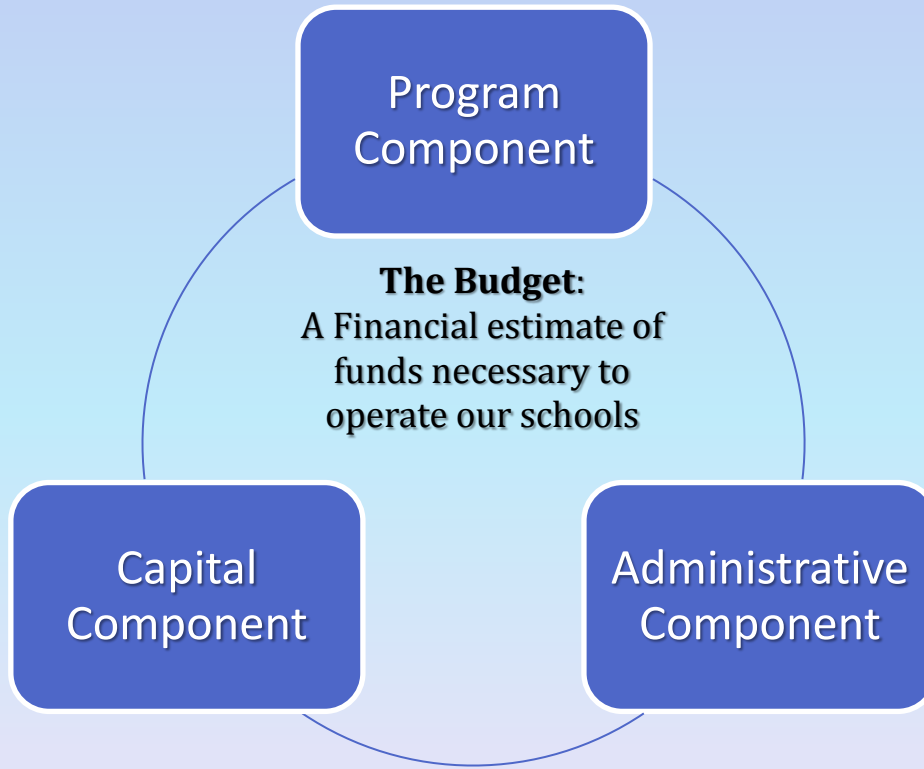 Program
Component
The Budget:
A Financial estimate of
funds necessary to
operate our schools
Capital
Component
Administrative
Component